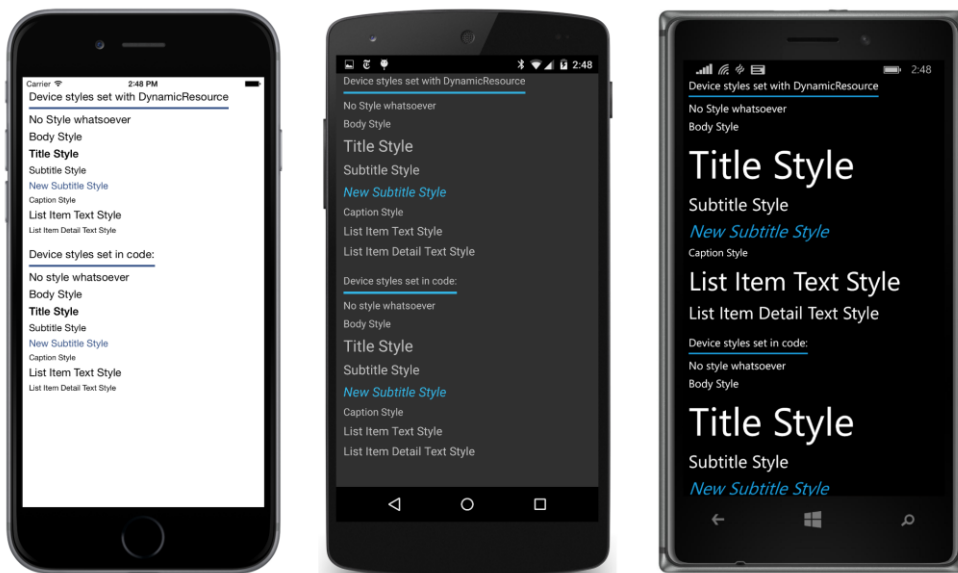 Carrier 2:48 PM
Device styles set with DynamicResource
No Style whatsoever
Body Style
Title Style
Subtitle Style
New Subtitle Style
Caption Style
List Item Text Style
List Item Detail Text Style
Device styles set in code:
No style whatsoever
Body Style
Title Style
Subtitle Style
New Subtitle Style
Caption Style
List Item Text Style
List Item Detail Text Style
2:48
Device styles set with DynamicResource
No Style whatsoever
Body Style
Title Style
Subtitle Style
New Subtitle Style
Caption Style
List Item Text Style
List Item Detail Text Style
Device styles set in code:
No style whatsoever
Body Style
Title Style
Subtitle Style
New Subtitle Style
Caption Style
List Item Text Style
List Item Detail Text Style
2:48
Device styles set with DynamicResource
No Style whatsoever
Body Style
Title Style
Subtitle Style
New Subtitle Style
Caption Style
List Item Text Style
List Item Detail Text Style
Device styles set in code:
No style whatsoever
Body Style
Title Style
Subtitle Style
New Subtitle Style